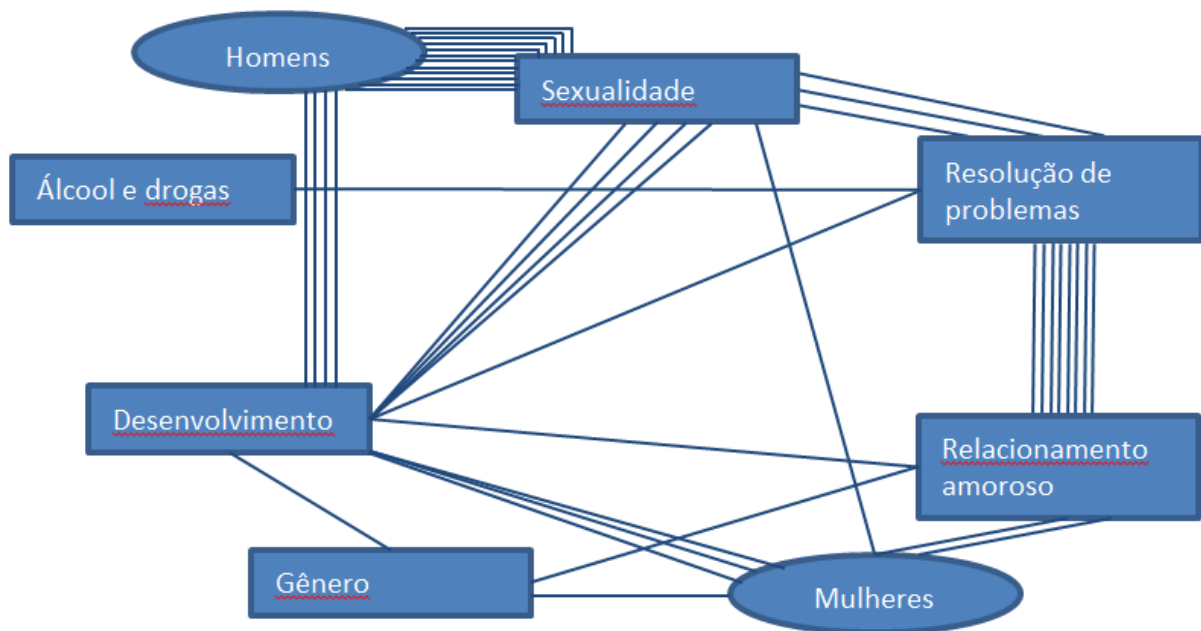 Homens
Sexualidade
Álcool e drogas
Resolução de
problemas
Desenvolvimento
Relacionamento
amoroso
Gênero
Mulheres